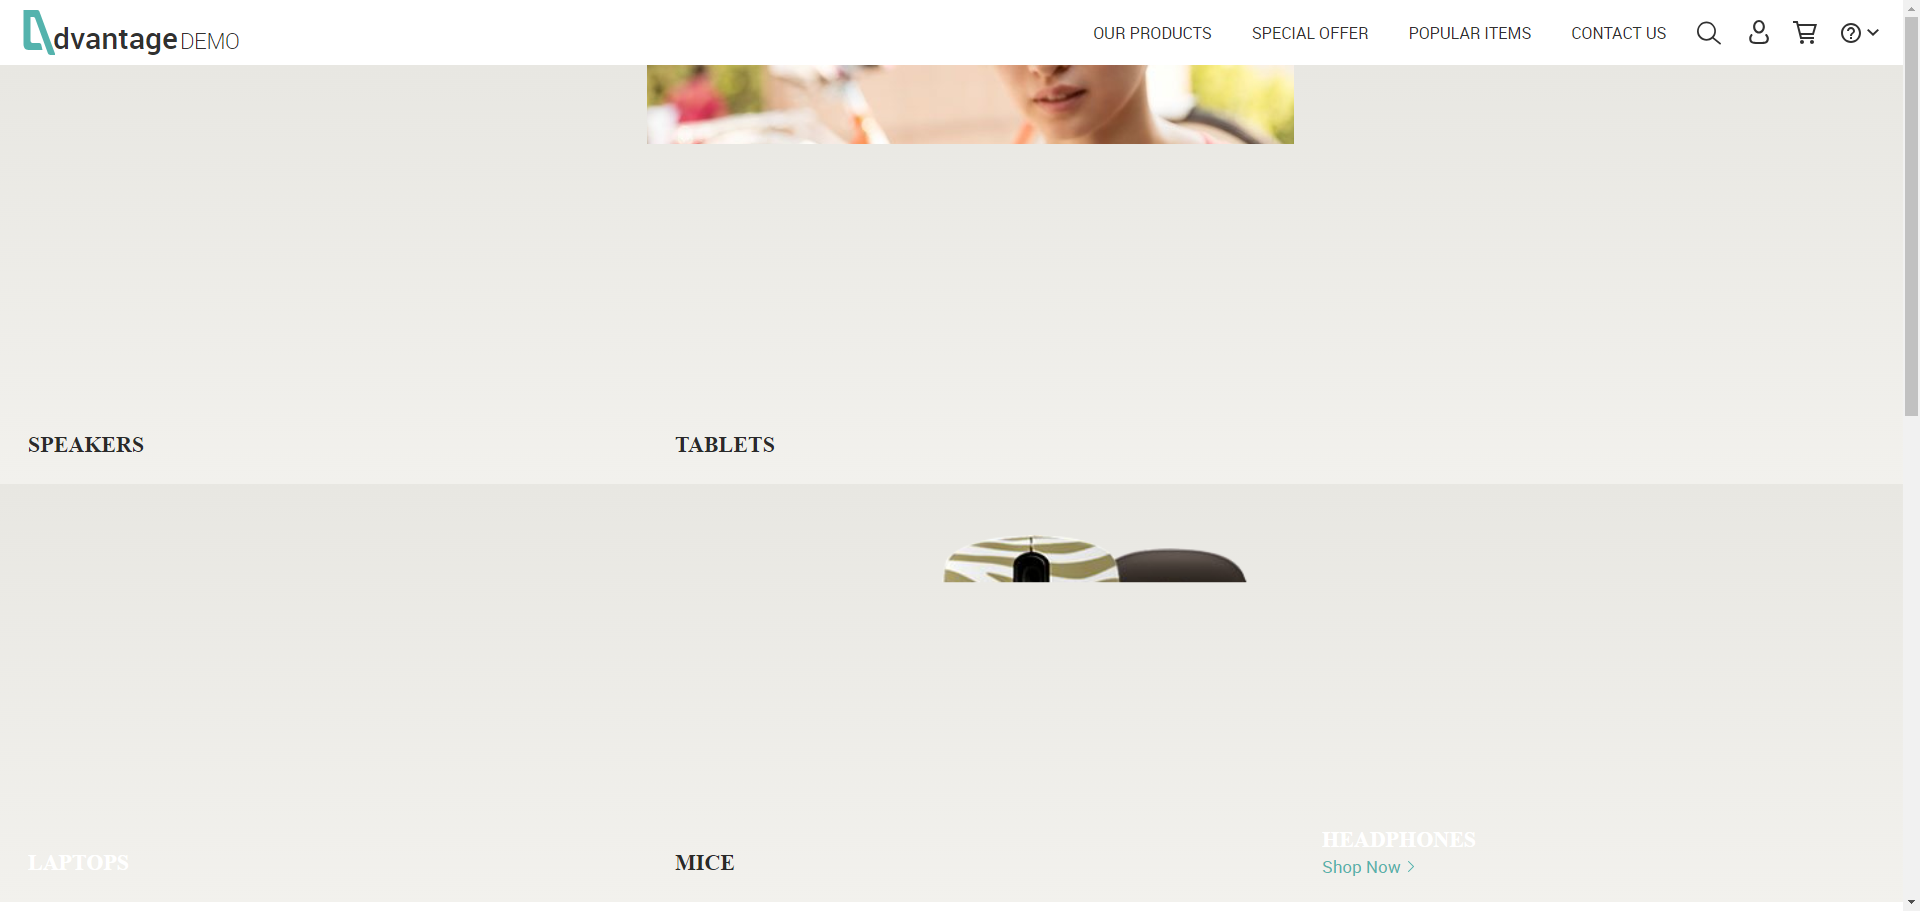 dvantage DEMO
OUR PRODUCTS
SPECIAL OFFER
POPULAR ITEMS
CONTACT US
SPEAKERS
TABLETS
LAPTOPS
MICE
HEADPHONES
Shop Now